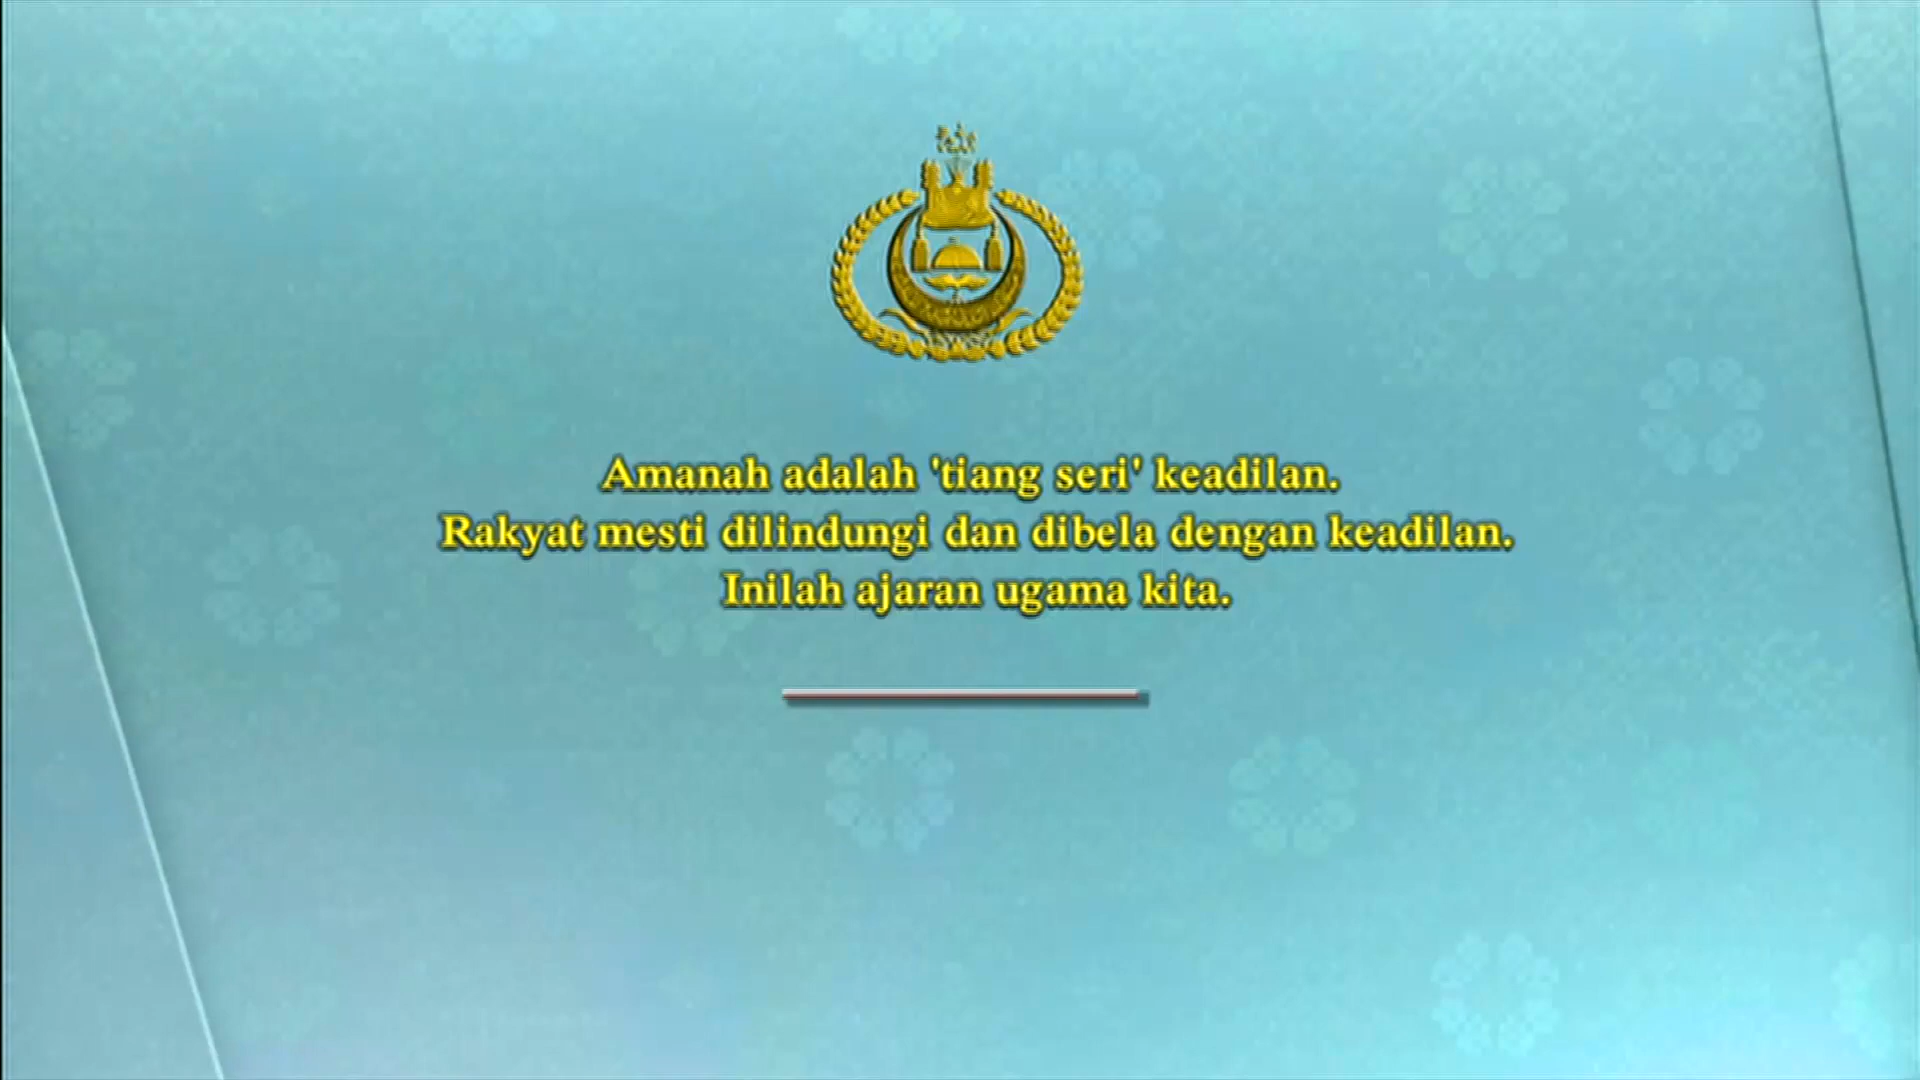 Amanah adalah 'tiang seri' keadilan.
Rakyat mesti dilindungi dan dibela dengan keadilan.
Inilah ajaran ugama kita.